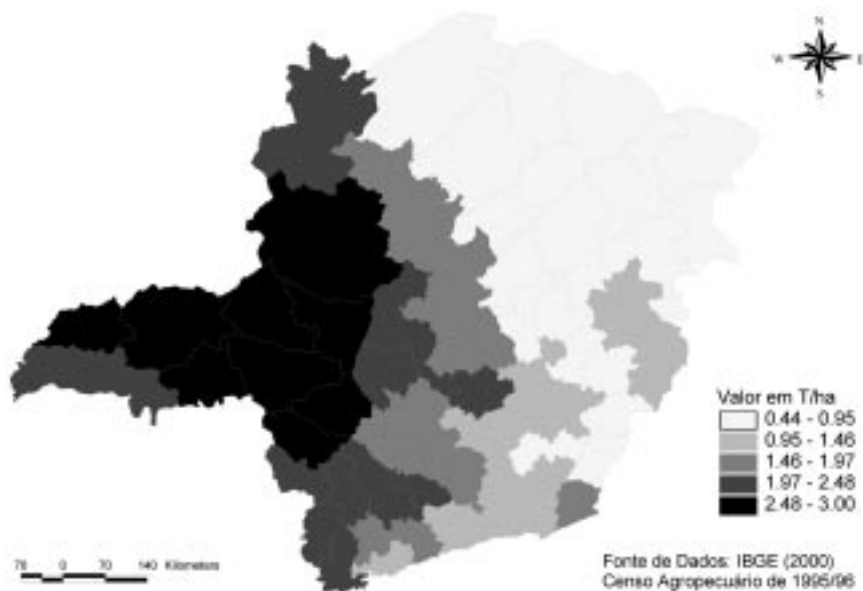 N
W E
S
Valor em T/ha
0.44 - 0.95
0.95 - 1.46
1.46 - 1.97
1.97 - 2.48
2.48 - 3.00
70 0 70 140 Kilometers
Fonte de Dados: IBGE (2000)
Censo Agropecuário de 1995/96